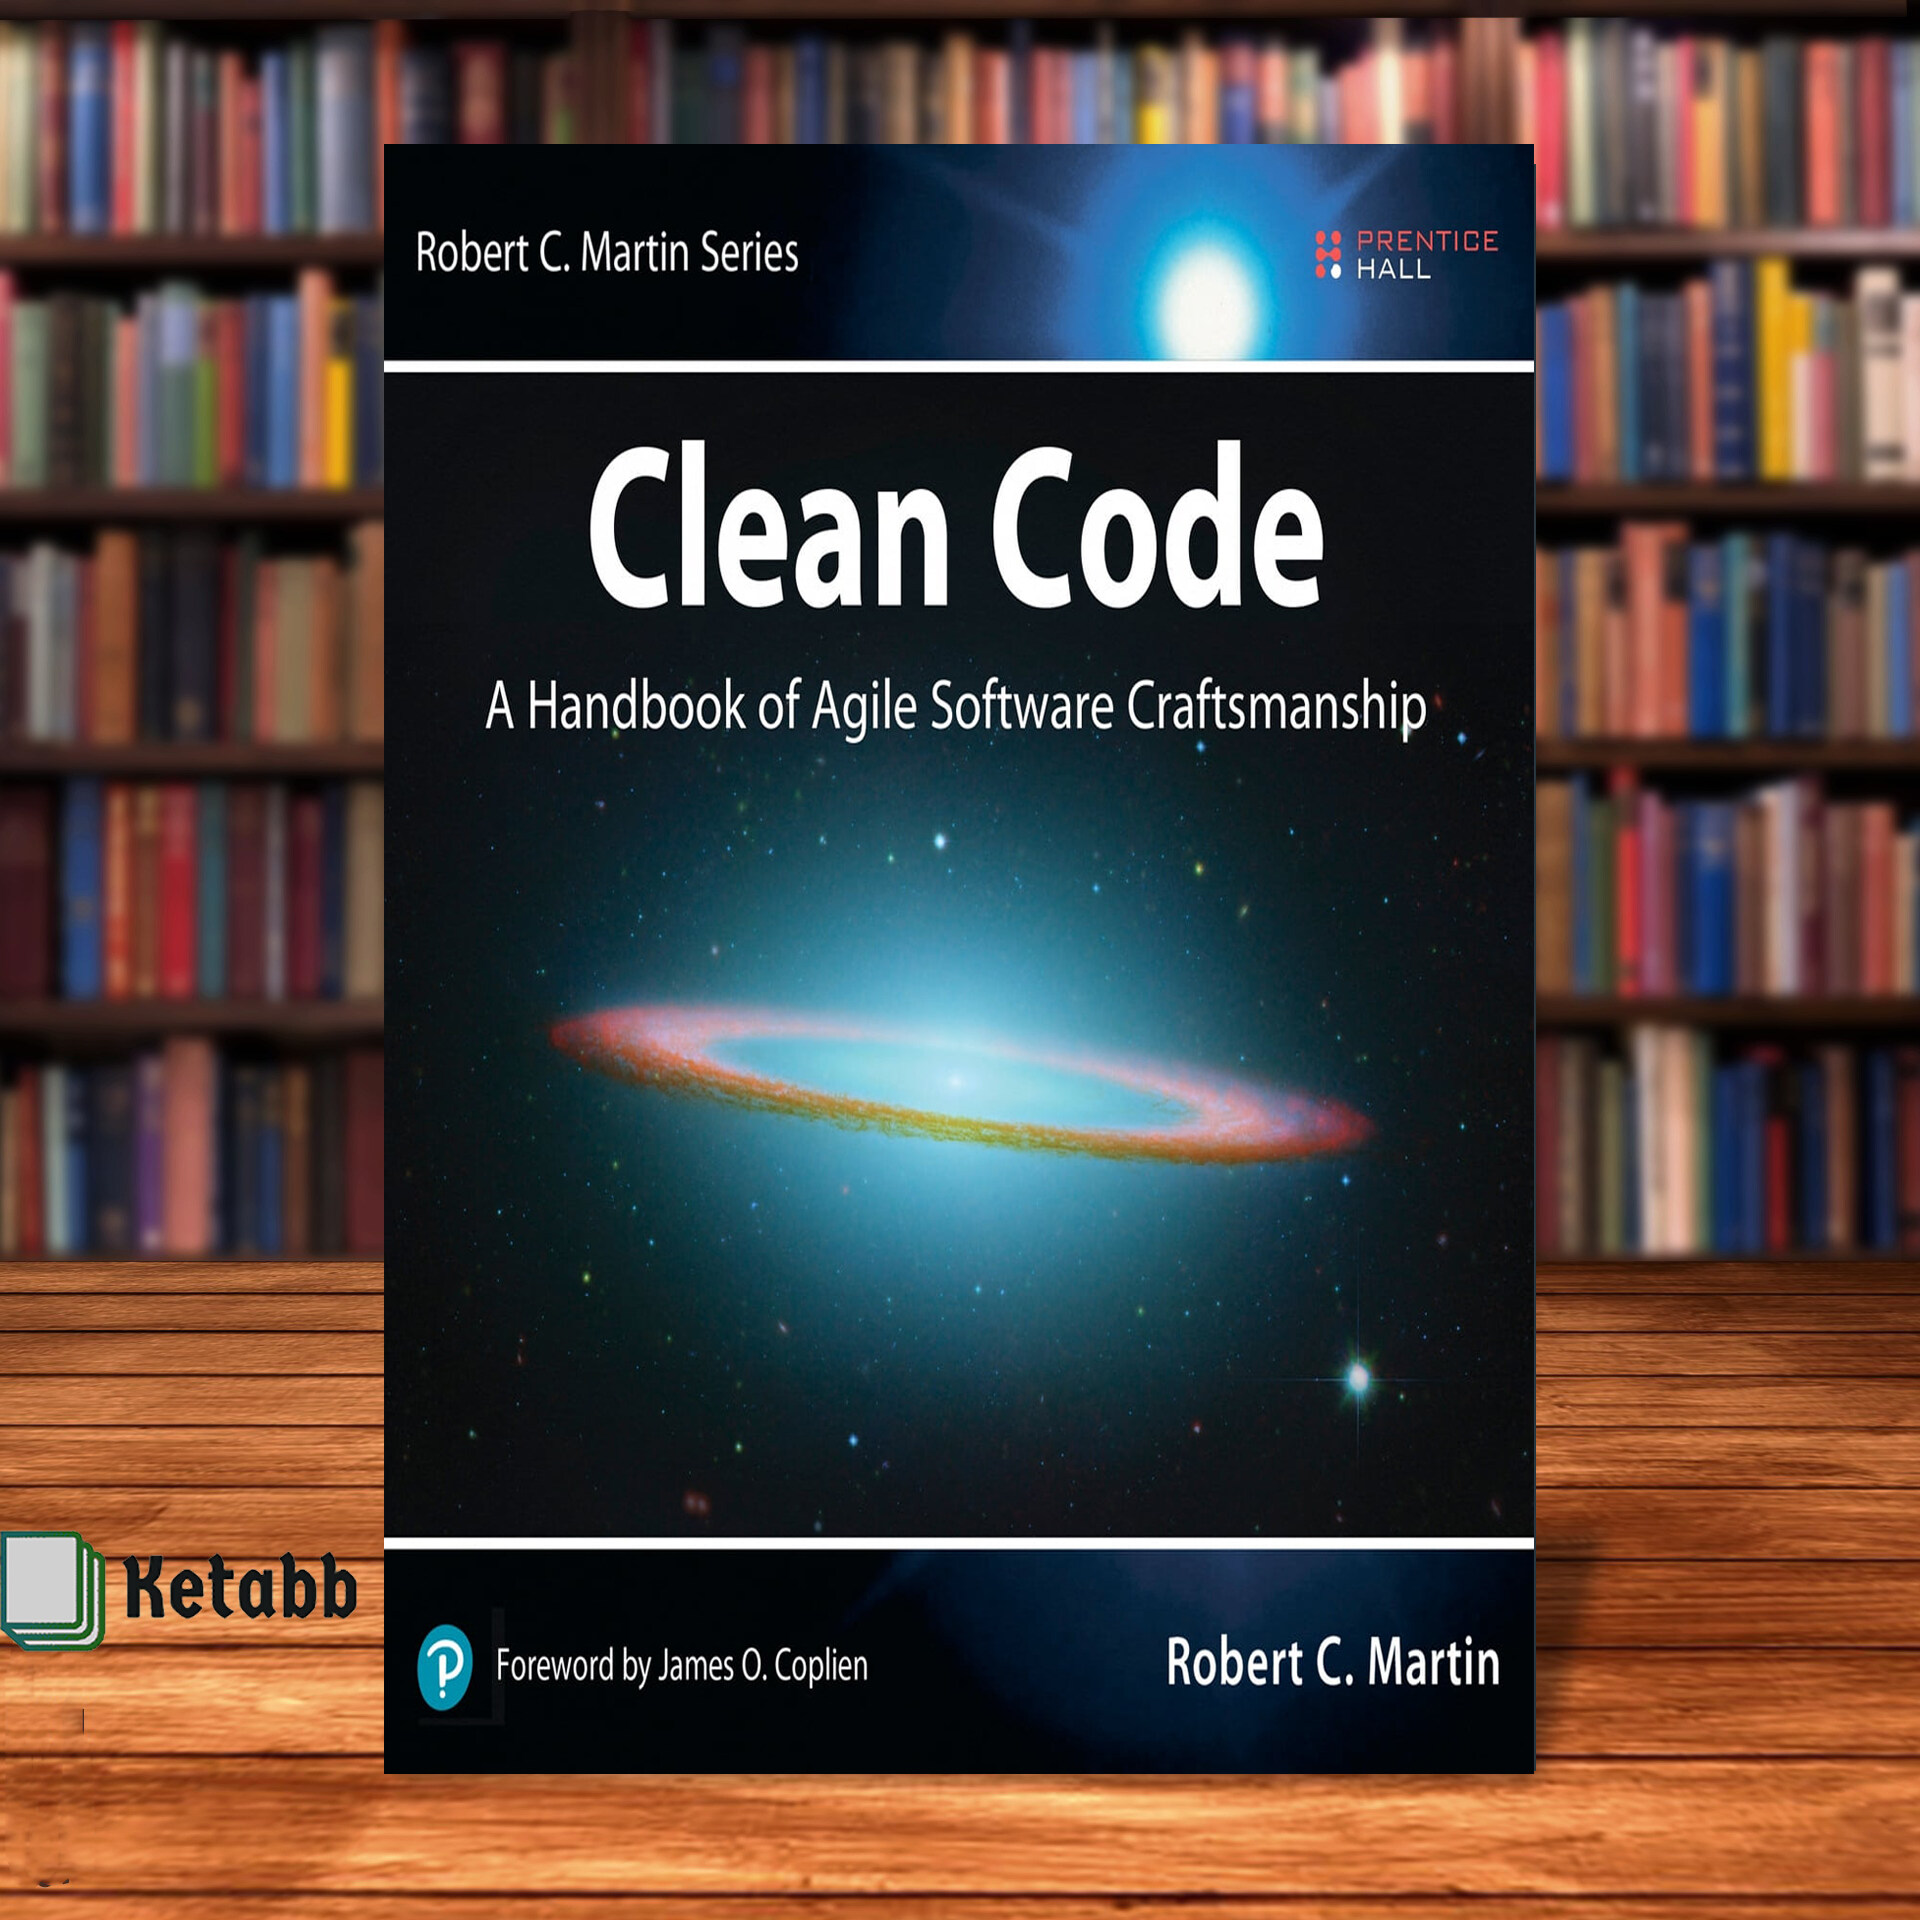 Robert C. Martin Series
PRENTICE
HALL
Clean Code
A Handbook of Agile Software Craftsmanship
Ketabb
Foreword by James O. Coplien
Robert C. Martin